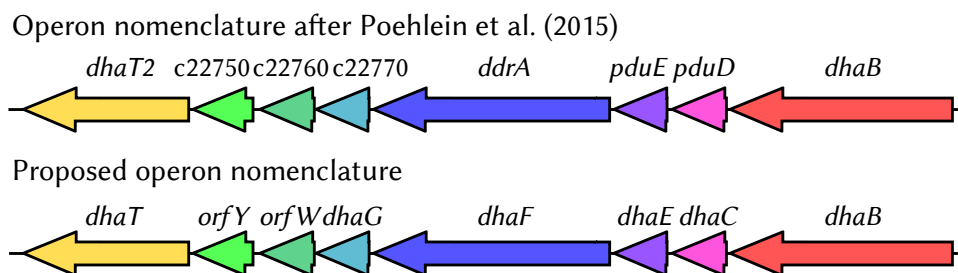 Operon nomenclature after Poehlein et al. (2015)
dhaT2 c22750 c22760 c22770 ddrA pduE pduD dhaB
Proposed operon nomenclature
dhaT orfY orfW dhaG dhaF dhaE dhaC dhaB